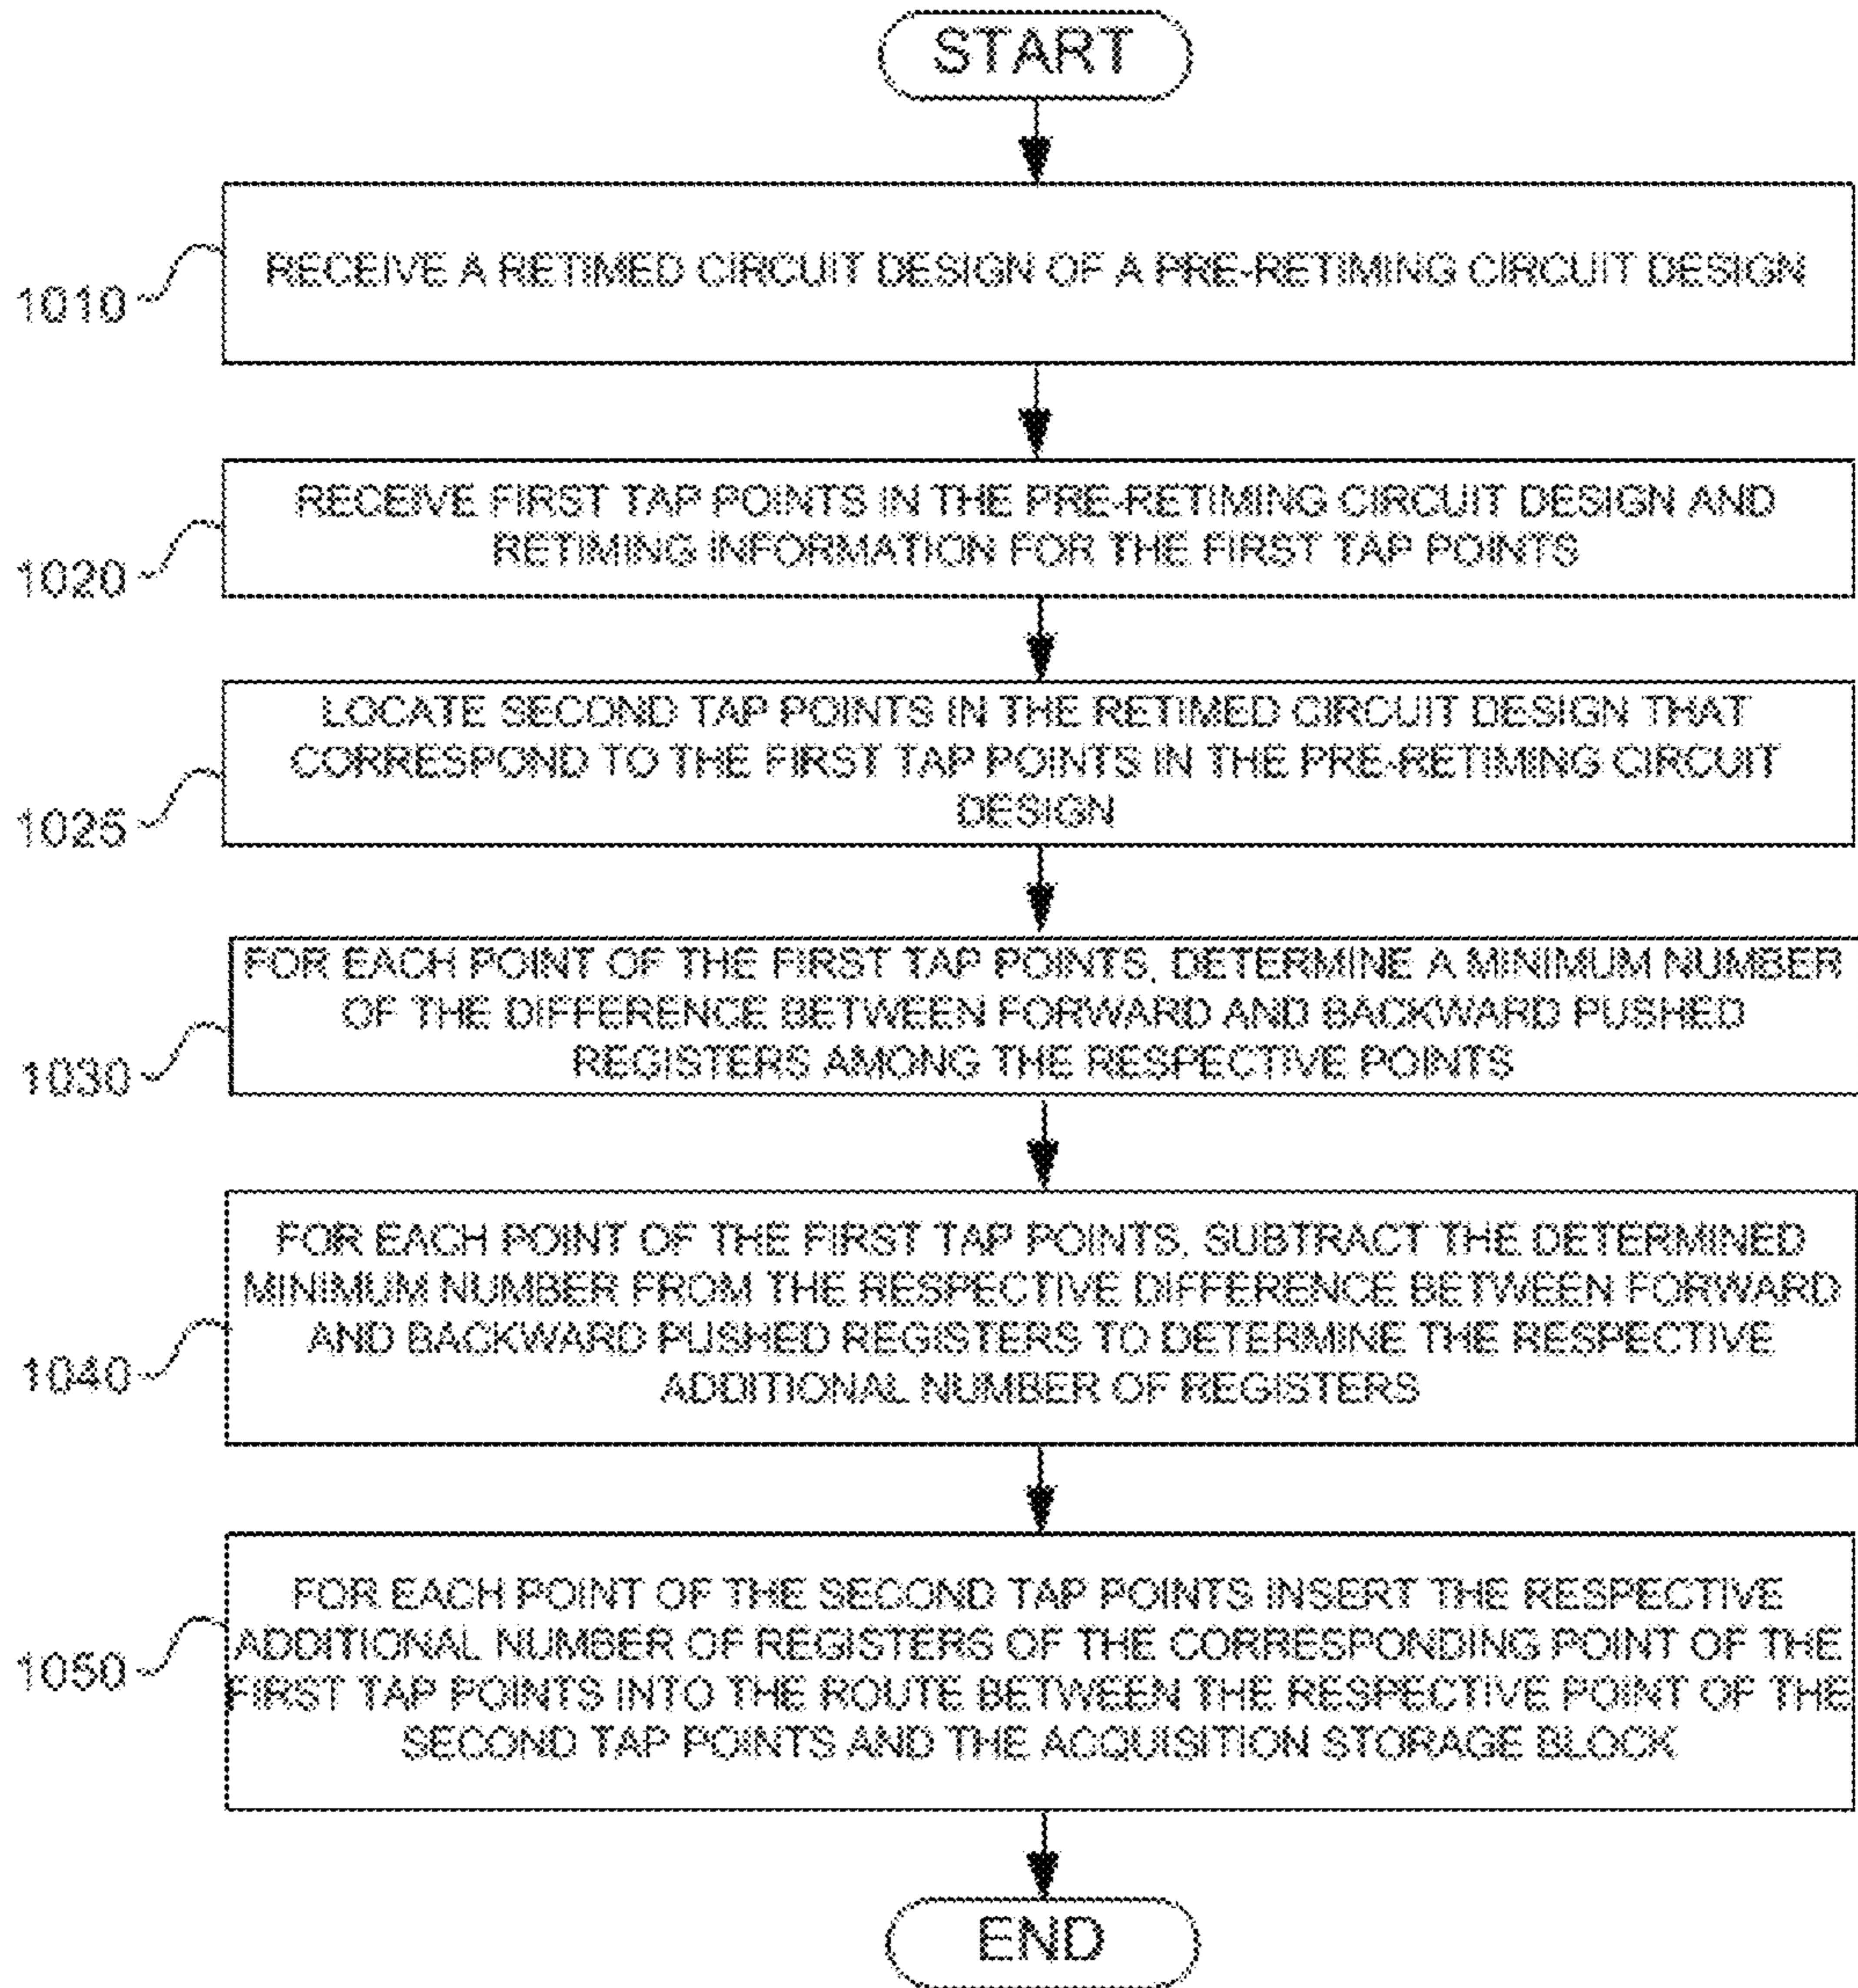 START
RECEIVE A RETIMED CIRCUIT DESIGN OF A PRE-RETIMING CIRCUIT DESIGN
1010
RECEIVE FIRST TAP POINTS IN THE PRE-RETIMING CIRCUIT DESIGN AND
RETIMING INFORMATION FOR THE FIRST TAP POINTS
1020
LOCATE SECOND TAP POINTS IN THE RETIMED CIRCUIT DESIGN THAT
CORRESPOND TO THE FIRST TAP POINTS IN THE PRE-RETIMING CIRCUIT
DESIGN
1025
FOR EACH POINT OF THE FIRST TAP POINTS, DETERMINE A MINIMUM NUMBER
OF THE DIFFERENCE BETWEEN FORWARD AND BACKWARD PUSHED
REGISTERS AMONG THE RESPECTIVE POINTS
1030
FOR EACH POINT OF THE FIRST TAP POINTS, SUBTRACT THE DETERMINED
MINIMUM NUMBER FROM THE RESPECTIVE DIFFERENCE BETWEEN FORWARD
AND BACKWARD PUSHED REGISTERS TO DETERMINE THE RESPECTIVE
ADDITIONAL NUMBER OF REGISTERS
1040
FOR EACH POINT OF THE SECOND TAP POINTS INSERT THE RESPECTIVE
ADDITIONAL NUMBER OF REGISTERS OF THE CORRESPONDING POINT OF THE
FIRST TAP POINTS INTO THE ROUTE BETWEEN THE RESPECTIVE POINT OF THE
SECOND TAP POINTS AND THE ACQUISITION STORAGE BLOCK
1050
END